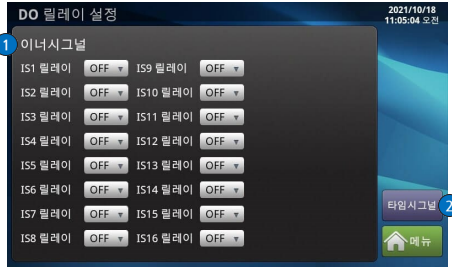 DO 릴레이 설정
2021/10/18
11:05:04 오전
1 이너시그널
IS1 릴레이 OFF IS9 릴레이 OFF
IS2 릴레이 OFF IS10 릴레이 OFF
IS3 릴레이 OFF IS11 릴레이 OFF
IS4 릴레이 OFF IS12 릴레이 OFF
IS5 릴레이 OFF IS13 릴레이 OFF
IS6 릴레이 OFF IS14 릴레이 OFF
IS7 릴레이 OFF IS15 릴레이 OFF
IS8 릴레이 OFF IS16 릴레이 OFF
타임시그널 2
메뉴